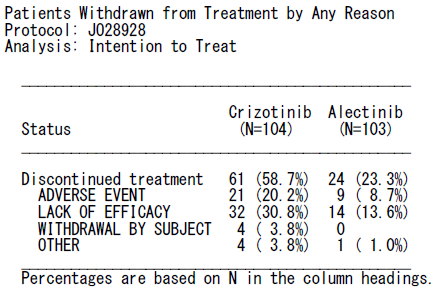 Patients Withdrawn from Treatment by Any Reason
Protocol: J028928
Analysis: Intention to Treat
Crizotinib Alectinib
Status (N=104) (N=103)
Discontinued treatment 61 (58.7%) 24 (23.3%)
ADVERSE EVENT 21 (20.2%) 9 ( 8.7%)
LACK OF EFFICACY 32 (30.8%) 14 (13.6%)
WITHDRAWAL BY SUBJECT 4 ( 3.8%) 0
OTHER 4 ( 3.8%) 1 ( 1.0%)
Percentages are based on N in the column headings.